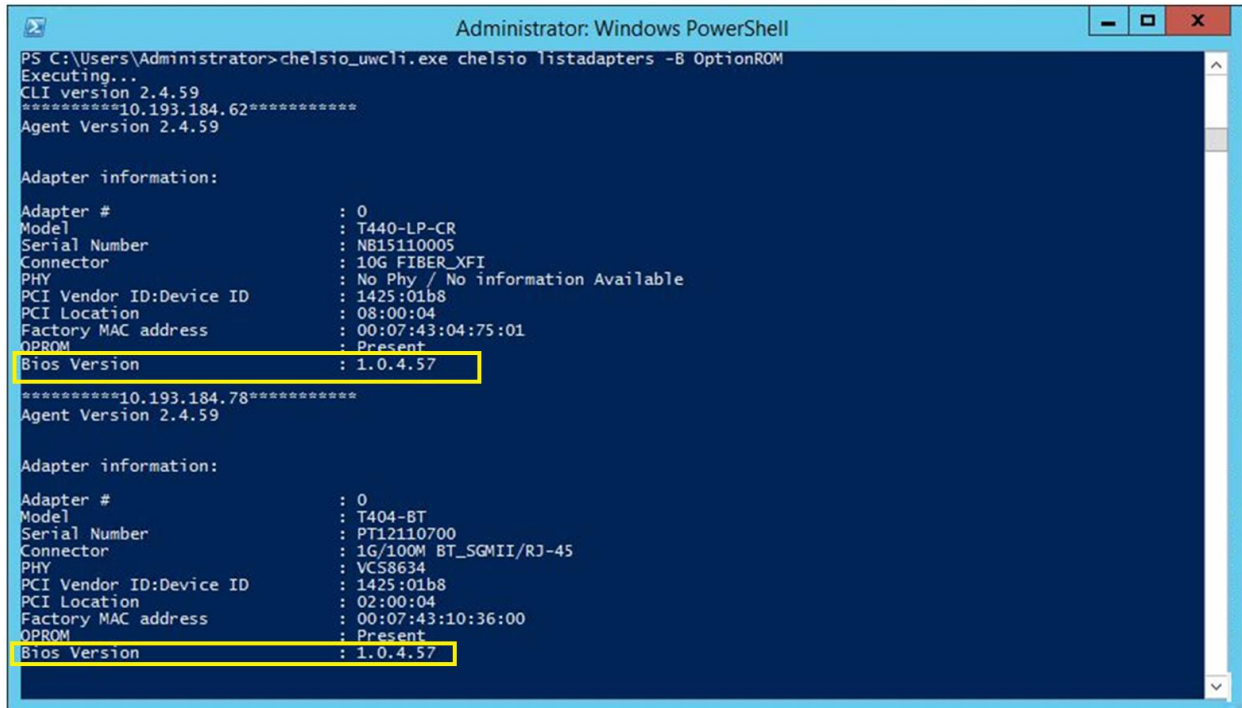 Administrator: Windows PowerShell
PS C:\Users\Administrator>chelsio_uwcli.exe chelsio listadapters -B OptionROM
Executing...
CLI version 2.4.59
**********10.193.184.62***********
Agent Version 2.4.59
Adapter information:
Adapter # : 0
Model : T440-LP-CR
Serial Number : NB15110005
Connector : 10G FIBER_XFI
PHY : No Phy / No information Available
PCI Vendor ID:Device ID : 1425:01b8
PCI Location : 08:00:04
Factory MAC address : 00:07:43:04:75:01
OPROM : Present
Bios Version : 1.0.4.57
**********10.193.184.78***********
Agent Version 2.4.59
Adapter information:
Adapter # : 0
Model : T404-BT
Serial Number : PT12110700
Connector : 1G/100M BT_SGMII/RJ-45
PHY : VCS8634
PCI Vendor ID:Device ID : 1425:01b8
PCI Location : 02:00:04
Factory MAC address : 00:07:43:10:36:00
OPROM : Present
Bios Version : 1.0.4.57